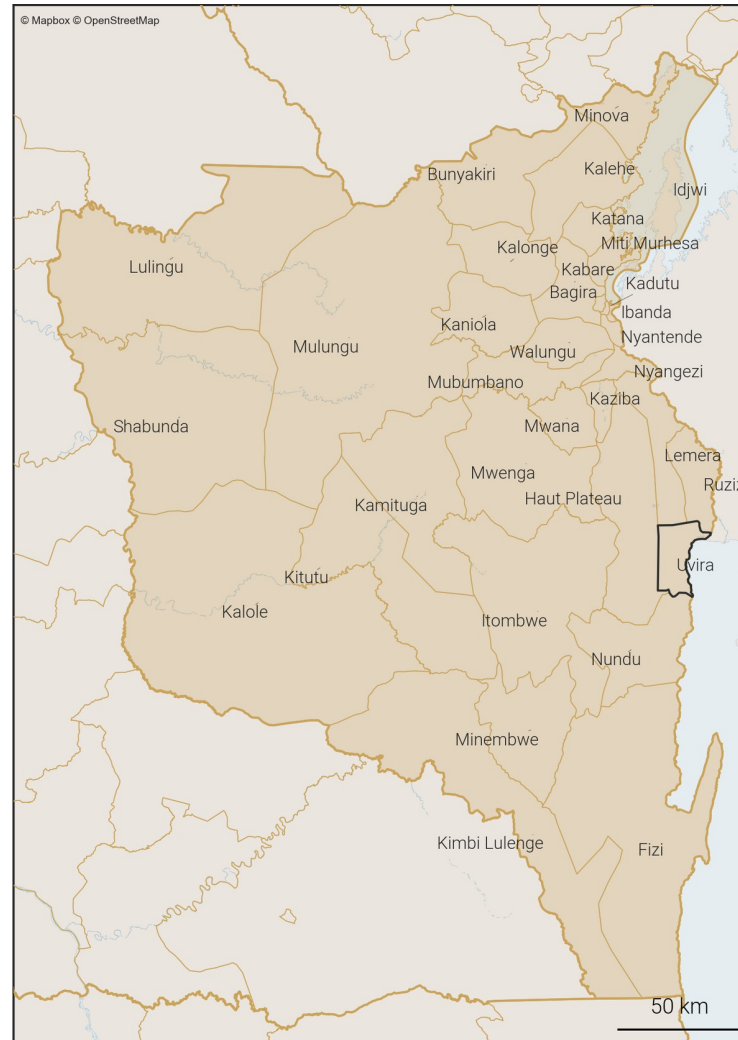 © Mapbox © OpenStreetMap
Minova
Bunyakiri
Kalehe
Idjwi
Katana
Miti Murhesa
Kalonge
Lulingu
Kabare
Kadutu
Bagira
Ibanda
Kaniola
Nyantende
Mulungu
Walungu
Nyangezi
Mubumbano
Kaziba
Shabunda
Mwana
Lemera
Mwenga
Ruziz
Haut Plateau
Kamituga
Uvira
Kitutu
Kalole
Itombwe
Nundu
Minembwe
Kimbi Lulenge
Fizi
50 km